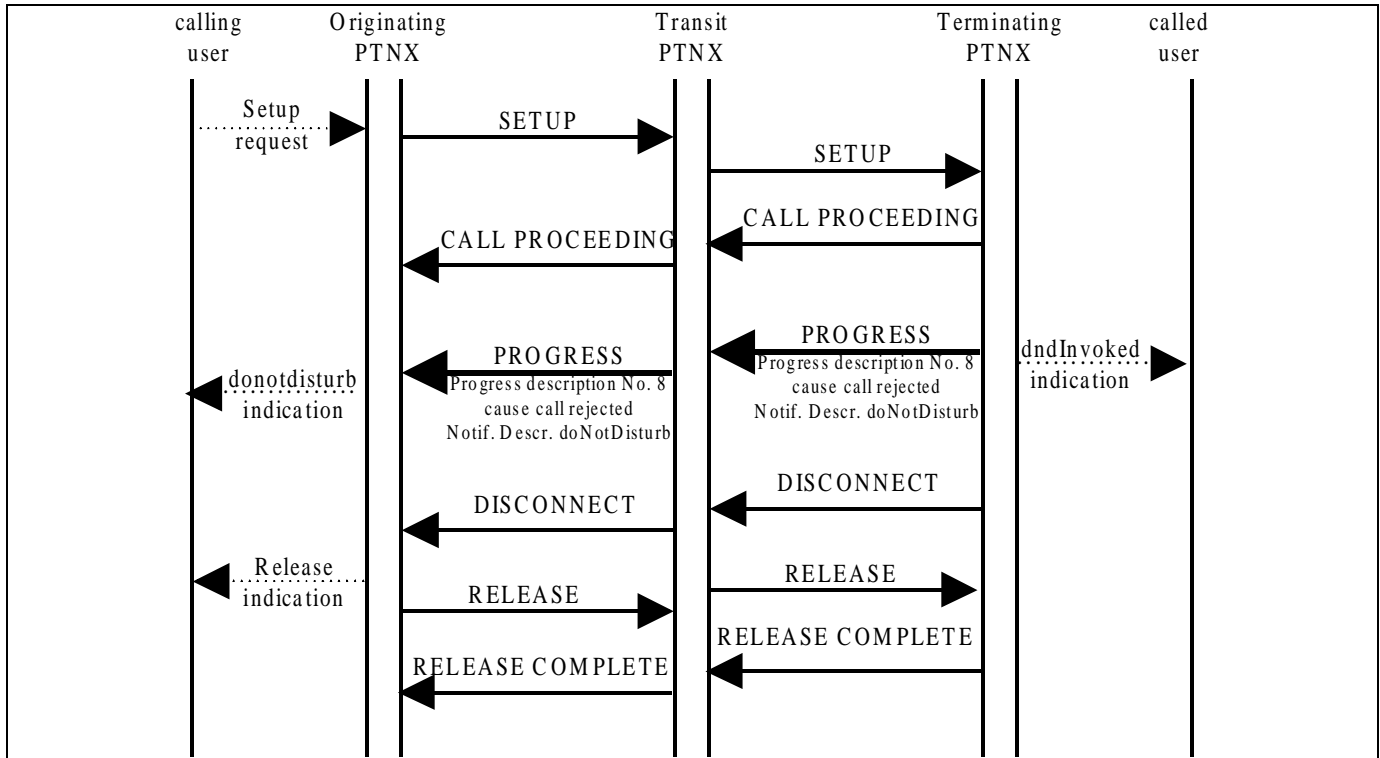 calling user
Originating PTNX
Transit PTNX
Terminating PTNX
called user
Setup
request
SETUP
SETUP
CALL PROCEEDING
CALL PROCEEDING
PROGRESS
Progress description No. 8
cause call rejected
Notif. Descr. doNotDisturb
dndInvoked
indication
PROGRESS
Progress description No. 8
cause call rejected
Notif. Descr. doNotDisturb
donotdisturb
indication
DISCONNECT
DISCONNECT
Release
indication
RELEASE
RELEASE
RELEASE COMPLETE
RELEASE COMPLETE